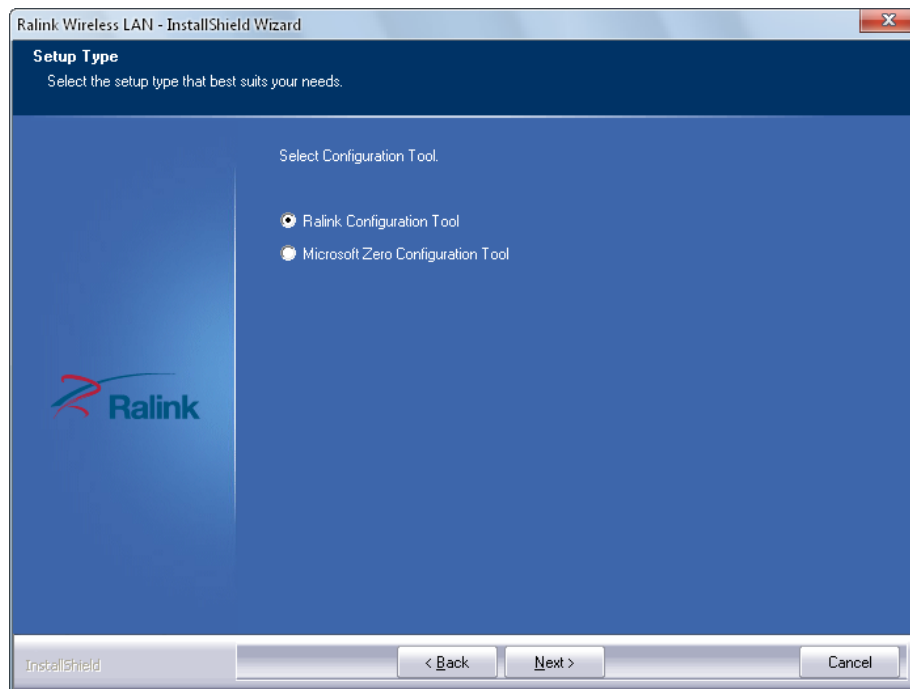 Ralink Wireless LAN - InstallShield Wizard
Setup Type
Select the setup type that best suits your needs.
Select Configuration Tool.
Ralink Configuration Tool
Microsoft Zero Configuration Tool
Ralink
InstallShield
< Back
Next >
Cancel